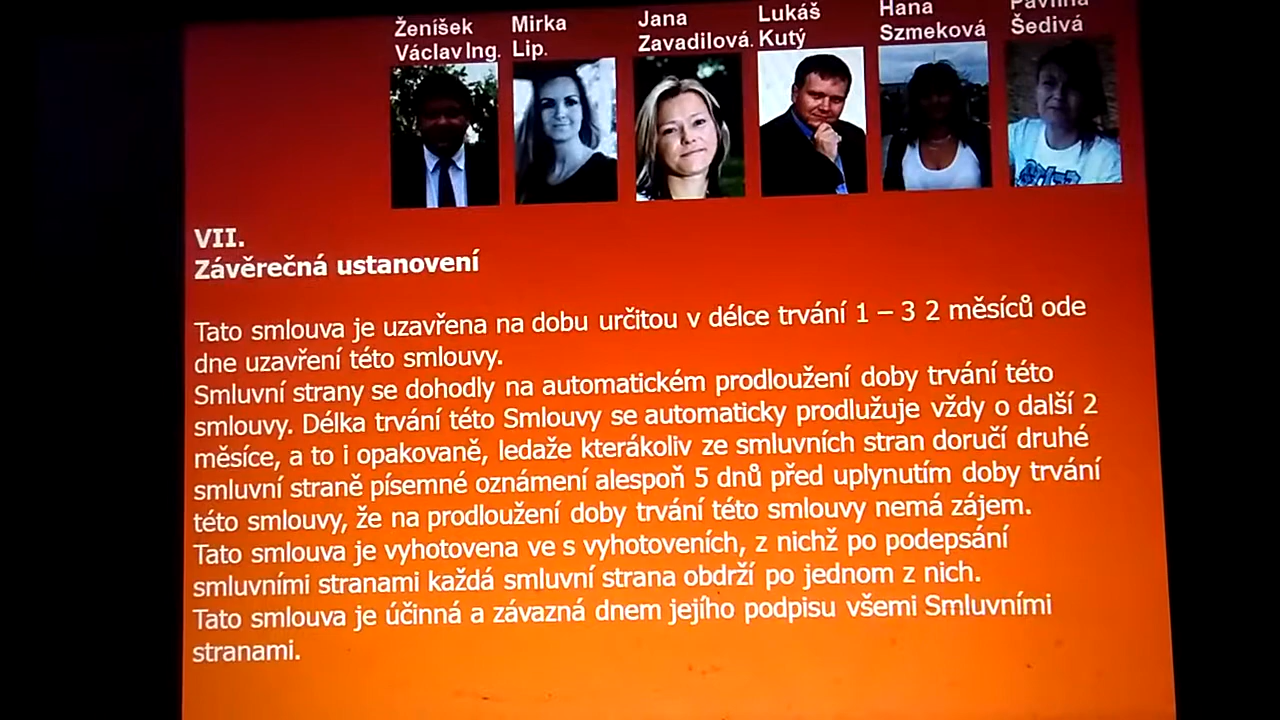 Ženíšek
Václav Ing.
Mirka
Lip.
Jana
Zavadilová.
Lukáš
Kutý
Hana
Szmeková
Pavlína
Šedivá
VII.
Závěrečná ustanovení
Tato smlouva je uzavřena na dobu určitou v délce trvání 1 – 3 2 měsíců ode
dne uzavření této smlouvy.
Smluvní strany se dohodly na automatickém prodloužení doby trvání této
smlouvy. Délka trvání této Smlouvy se automaticky prodlužuje vždy o další 2
měsíce, a to i opakovaně, ledaže kterákoliv ze smluvních stran doručí druhé
smluvní straně písemné oznámení alespoň 5 dnů před uplynutím doby trvání
této smlouvy, že na prodloužení doby trvání této smlouvy nemá zájem.
Tato smlouva je vyhotovena ve s vyhotoveních, z nichž po podepsání
smluvními stranami každá smluvní strana obdrží po jednom z nich.
Tato smlouva je účinná a závazná dnem jejího podpisu všemi Smluvními
stranami.